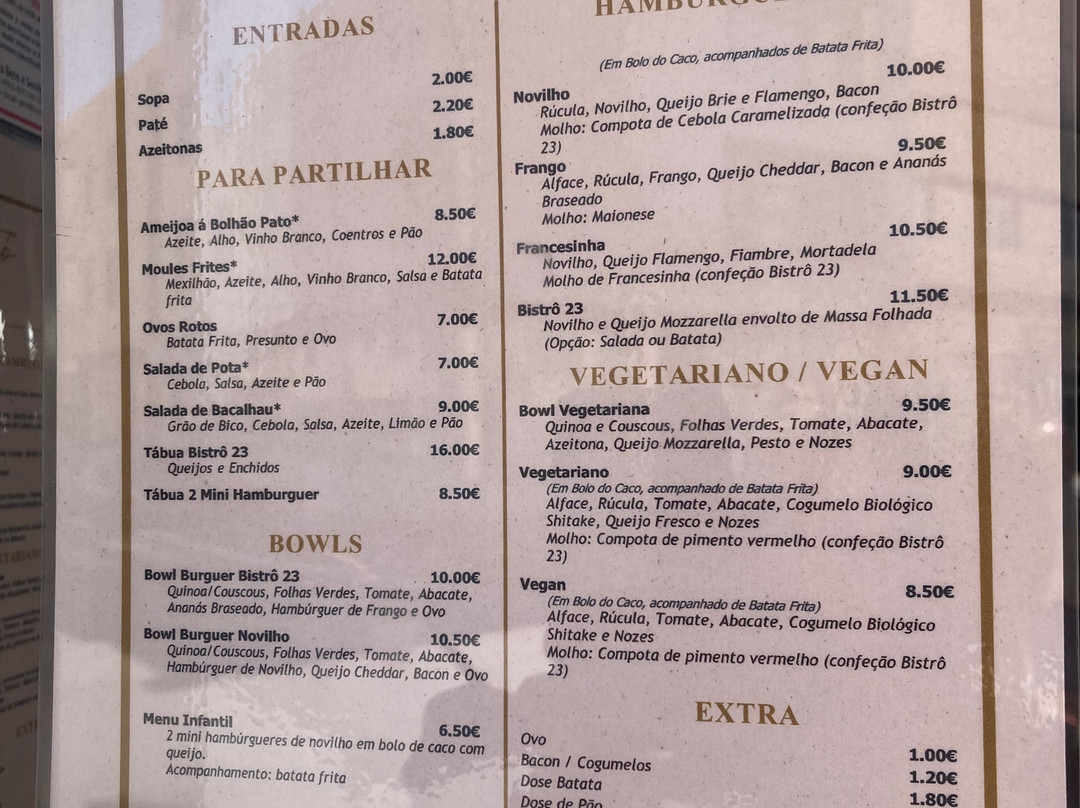 ENTRADAS
Sopa 2.00€
Paté 2.20€
Azeitonas 1.80€
PARA PARTILHAR
Ameijoa á Bolhão Pato* 8.50€
Azeite, Alho, Vinho Branco, Coentros e Pão
Moules Frites* 12.00€
Mexilhão, Azeite, Alho, Vinho Branco, Salsa e Batata
frita
Ovos Rotos 7.00€
Batata Frita, Presunto e Ovo
Salada de Pota* 7.00€
Cebola, Salsa, Azeite e Pão
Salada de Bacalhau* 9.00€
Grão de Bico, Cebola, Salsa, Azeite, Limão e Pão
Tábua Bistrô 23 16.00€
Queijos e Enchidos
Tábua 2 Mini Hamburguer 8.50€
BOWLS
Bowl Burguer Bistrô 23 10.00€
Quinoa/Couscous, Folhas Verdes, Tomate, Abacate,
Ananás Braseado, Hambúrguer de Frango e Ovo
Bowl Burguer Novilho 10.50€
Quinoa/Couscous, Folhas Verdes, Tomate, Abacate,
Hambúrguer de Novilho, Queijo Cheddar, Bacon e Ovo
Menu Infantil 6.50€
2 mini hambúrgueres de novilho em bolo de caco com
queijo.
Acompanhamento: batata frita
(Em Bolo do Caco, acompanhados de Batata Frita)
Novilho 10.00€
Rúcula, Novilho, Queijo Brie e Flamengo, Bacon
Molho: Compota de Cebola Caramelizada (confeção Bistrô
23)
Frango 9.50€
Alface, Rúcula, Frango, Queijo Cheddar, Bacon e Ananás
Braseado
Molho: Maionese
Francesinha 10.50€
Novilho, Queijo Flamengo, Fiambre, Mortadela
Molho de Francesinha (confeção Bistrô 23)
Bistrô 23 11.50€
Novilho e Queijo Mozzarella envolto de Massa Folhada
(Opção: Salada ou Batata)
VEGETARIANO / VEGAN
Bowl Vegetariana 9.50€
Quinoa e Couscous, Folhas Verdes, Tomate, Abacate,
Azeitona, Queijo Mozzarella, Pesto e Nozes
Vegetariano 9.00€
(Em Bolo do Caco, acompanhado de Batata Frita)
Alface, Rúcula, Tomate, Abacate, Cogumelo Biológico
Shitake, Queijo Fresco e Nozes
Molho: Compota de pimento vermelho (confeção Bistrô
23)
Vegan 8.50€
(Em Bolo do Caco, acompanhado de Batata Frita)
Alface, Rúcula, Tomate, Abacate, Cogumelo Biológico
Shitake e Nozes
Molho: Compota de pimento vermelho (confeção Bistrô
23)
EXTRA
Ovo 1.00€
Bacon / Cogumelos 1.20€
Dose Batata 1.80€
Dose de Pão